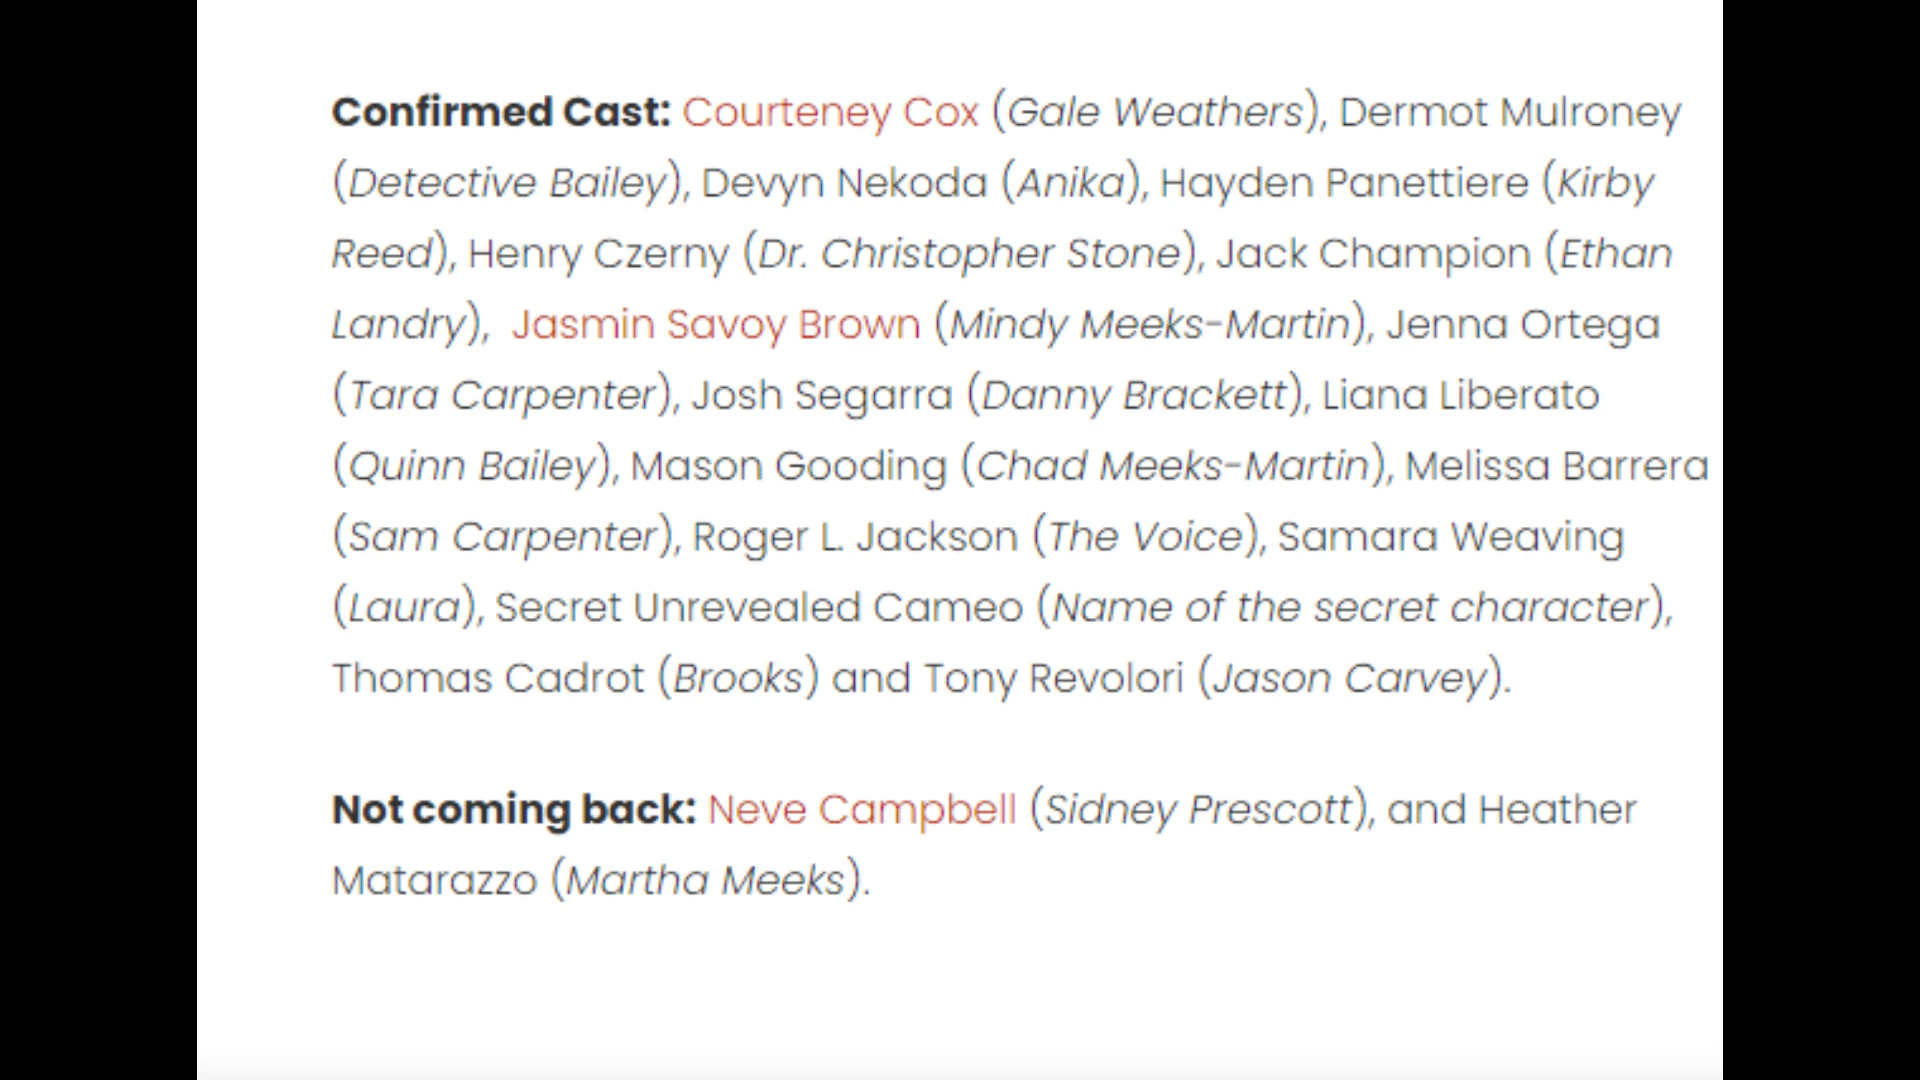 Confirmed Cast: Courteney Cox (Gale Weathers), Dermot Mulroney
(Detective Bailey), Devyn Nekoda (Anika), Hayden Panettiere (Kirby
Reed), Henry Czerny (Dr. Christopher Stone), Jack Champion (Ethan
Landry), Jasmin Savoy Brown (Mindy Meeks-Martin), Jenna Ortega
(Tara Carpenter), Josh Segarra (Danny Brackett), Liana Liberato
(Quinn Bailey), Mason Gooding (Chad Meeks-Martin), Melissa Barrera
(Sam Carpenter), Roger L. Jackson (The Voice), Samara Weaving
(Laura), Secret Unrevealed Cameo (Name of the secret character),
Thomas Cadrot (Brooks) and Tony Revolori (Jason Carvey).
Not coming back: Neve Campbell (Sidney Prescott), and Heather
Matarazzo (Martha Meeks).